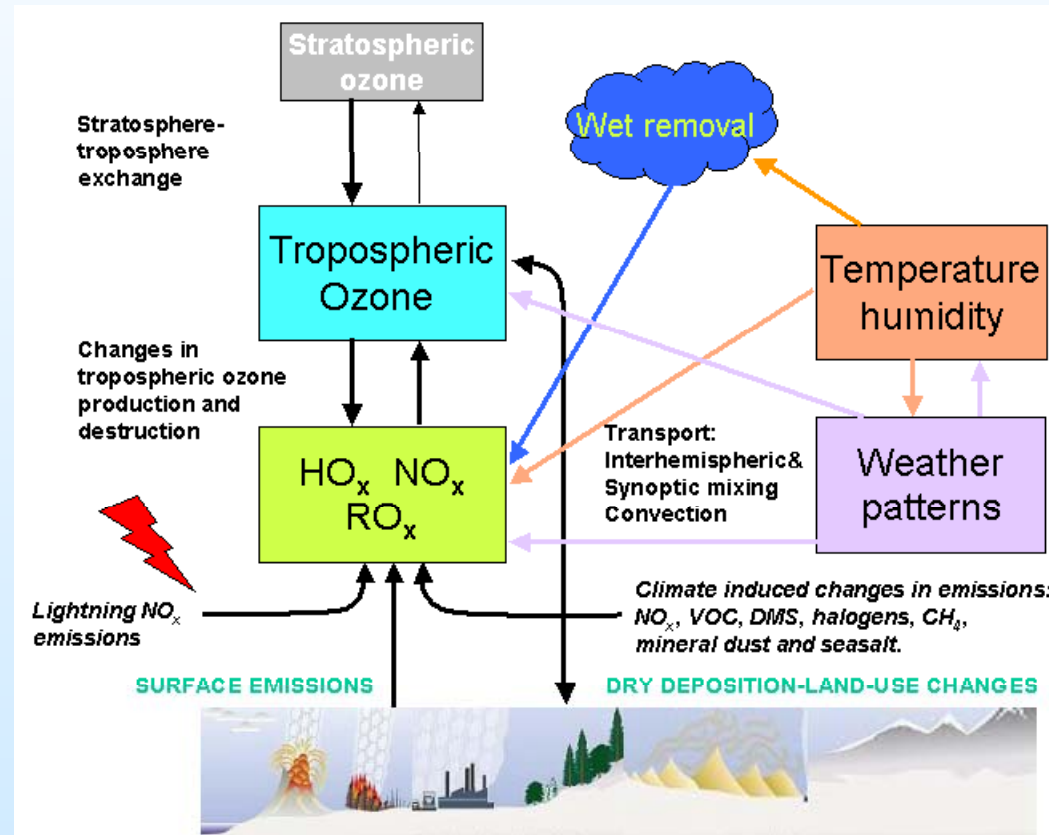 Stratospheric
ozone
Stratosphere-
troposphere
exchange
Wet removal
Tropospheric
Ozone
Temperature
humidity
Changes in
tropospheric ozone
production and
destruction
HOₓ NOₓ
ROₓ
Transport:
Interhemispheric&
Synoptic mixing
Convection
Weather
patterns
Lightning NOₓ
emissions
Climate induced changes in emissions:
NOₓ, VOC, DMS, halogens, CH₄,
mineral dust and seasalt.
SURFACE EMISSIONS
DRY DEPOSITION-LAND-USE CHANGES